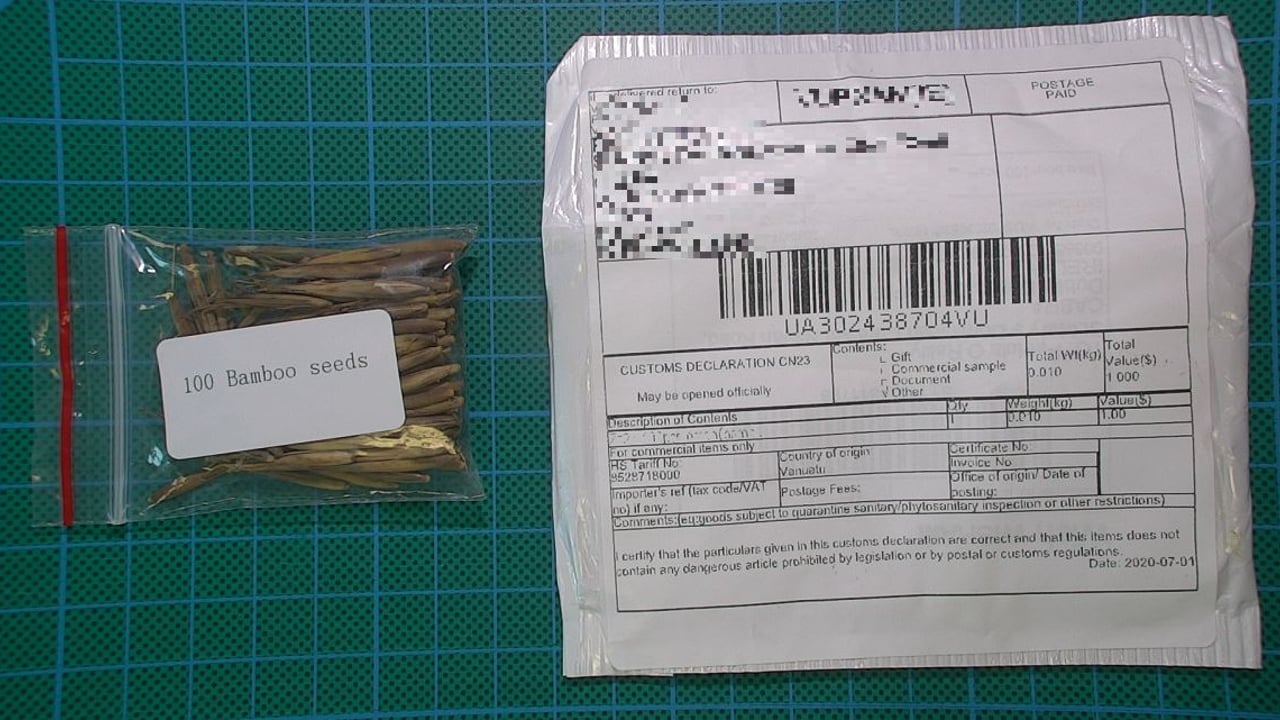 100 Bamboo seeds
delivered return to:
POSTAGE
PAID
UA302438704VU
CUSTOMS DECLARATION CN23
May be opened officially
Contents:
Gift
Commercial sample
Document
√ Other
Total Wt(kg)
0.010
Total
Value($)
1.000
Description of Contents
Qty
Weight(kg)
Value($)
1
0.010
1.00
For commercial items only
HS Tariff No:
9528718000
Country of origin:
Vanuatu
Certificate No:
Invoice No
Importer's ref (tax code/VAT
no) if any:
Postage Fees:
Office of origin/ Date of
posting:
Comments:(eg:goods subject to quarantine sanitary/phytosanitary inspection or other restrictions)
I certify that the particulars given in this customs declaration are correct and that this items does not
contain any dangerous article prohibited by legislation or by postal or customs regulations.
Date: 2020-07-01